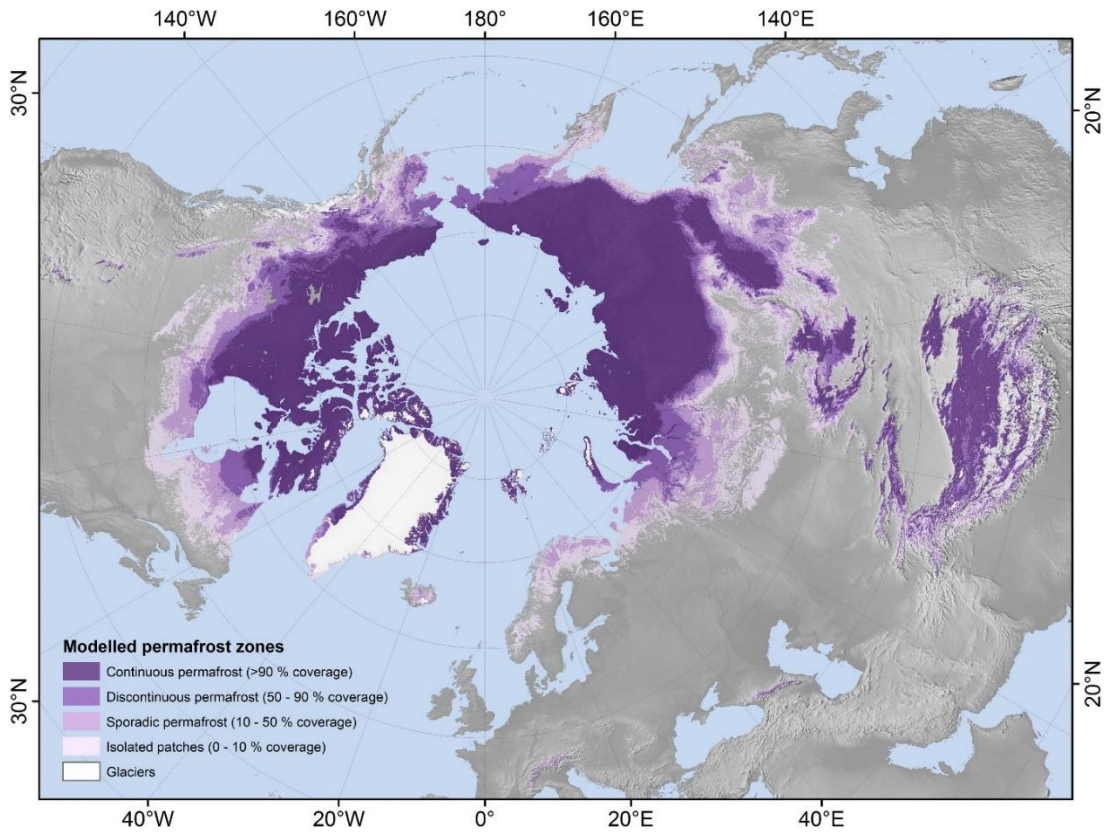 140°W 160°W 180° 160°E 140°E
30°N
20°N
Modelled permafrost zones
Continuous permafrost (>90 % coverage)
Discontinuous permafrost (50 - 90 % coverage)
Sporadic permafrost (10 - 50 % coverage)
Isolated patches (0 - 10 % coverage)
Glaciers
30°N
20°N
40°W 20°W 0° 20°E 40°E